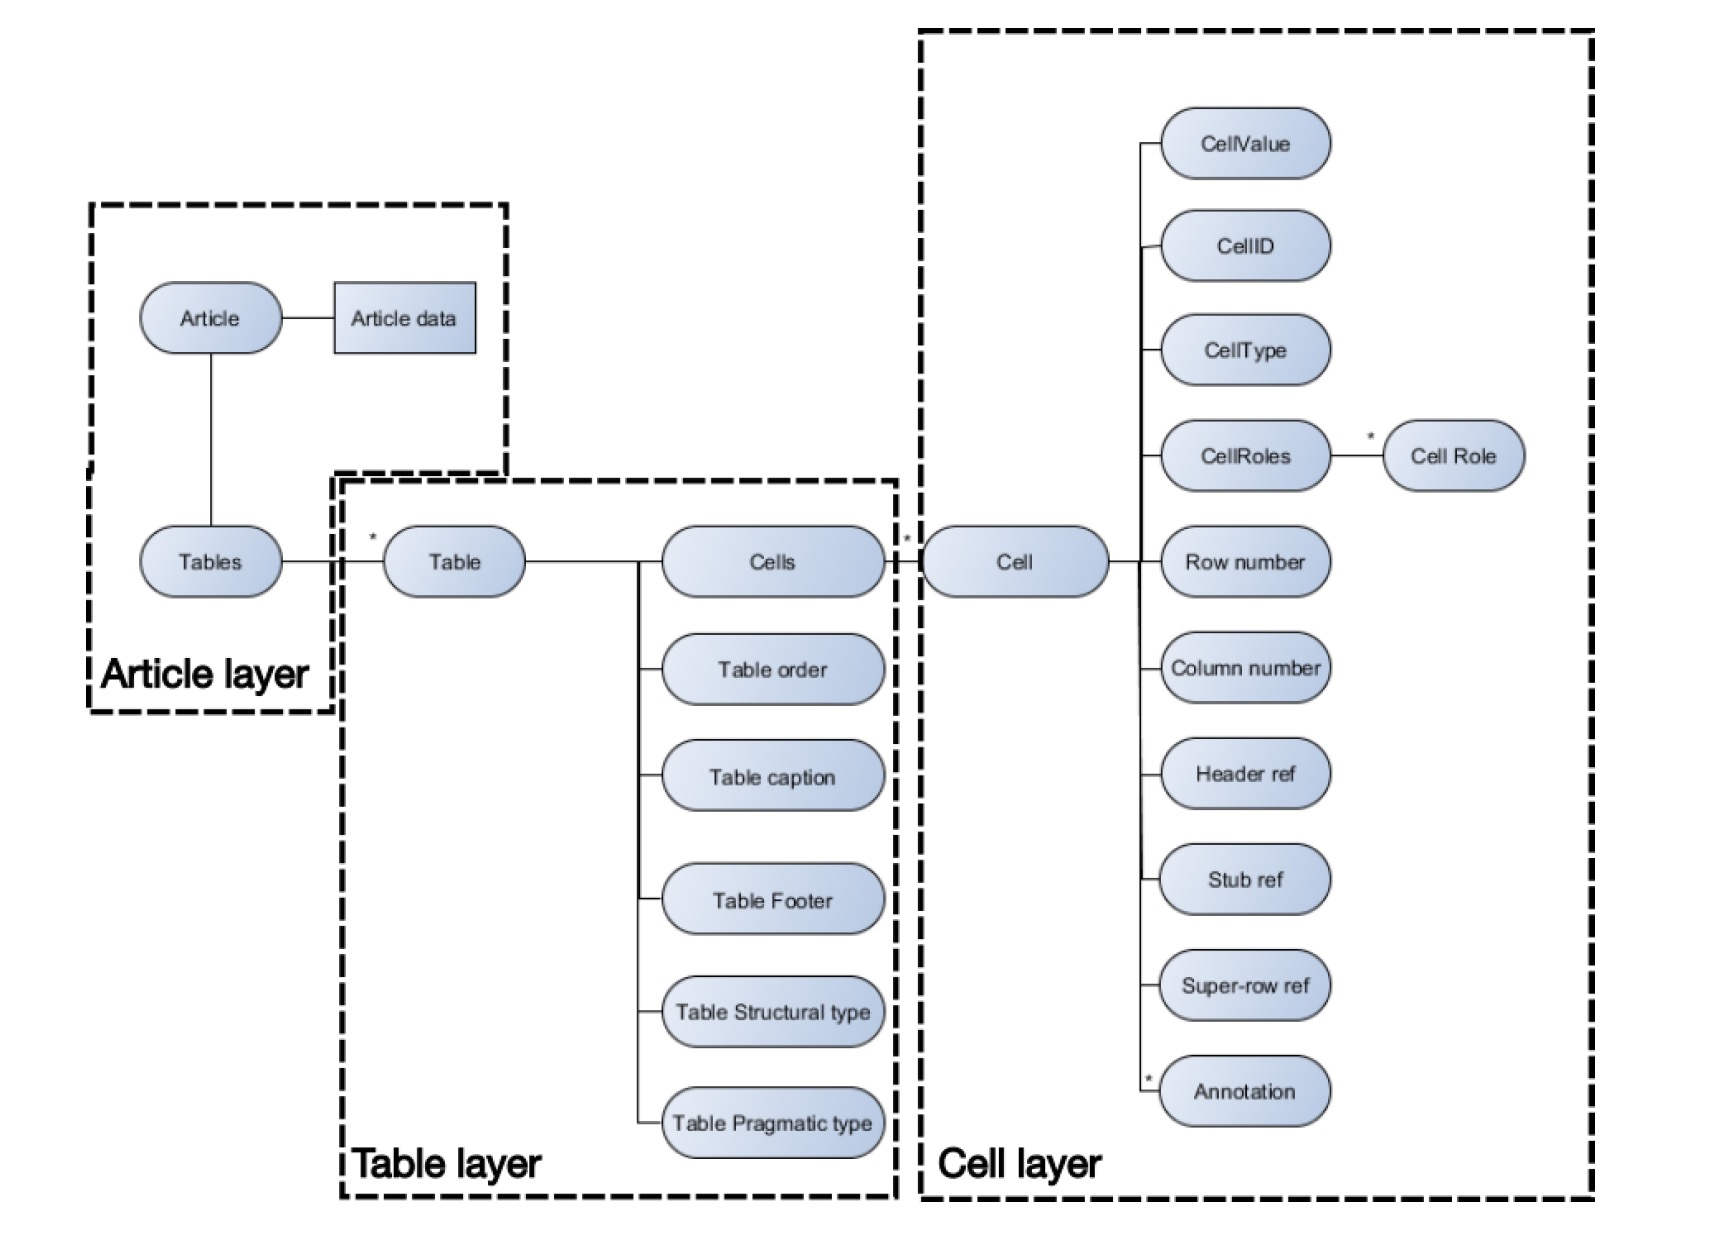 Article
Article data
Tables
Article layer
*
Table
Cells
Table order
Table caption
Table Footer
Table Structural type
Table Pragmatic type
Table layer
*
Cell
CellValue
CellID
CellType
CellRoles
*
Cell Role
Row number
Column number
Header ref
Stub ref
Super-row ref
*
Annotation
Cell layer